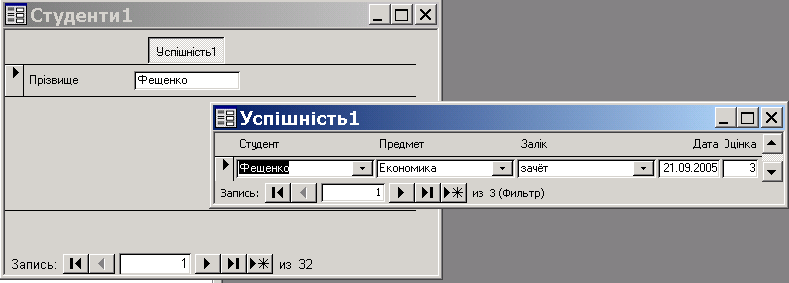 Студенти1
Успішність1
Прізвище Фещенко
Успішність1
Студент Предмет Залік Дата Оцінка
Фещенко Економика зачёт 21.09.2005 3
Запись: 1 из 3 (Фильтр)
Запись: 1 из 32